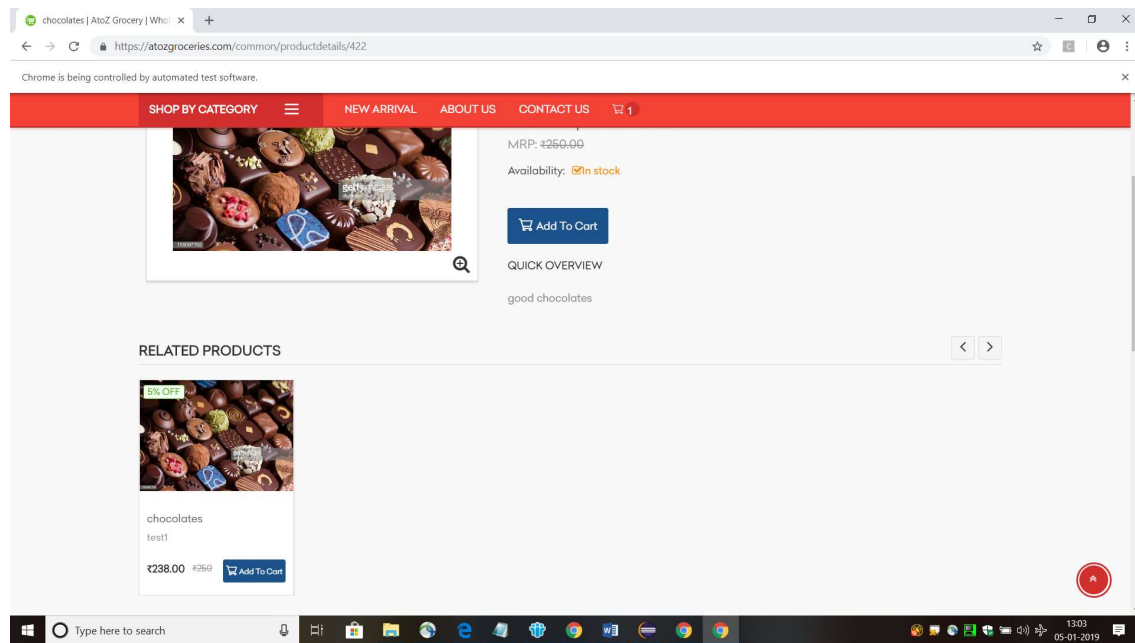 chocolates | AtoZ Grocery | Whol
https://atozgroceries.com/common/productdetails/422
Chrome is being controlled by automated test software.
SHOP BY CATEGORY NEW ARRIVAL ABOUT US CONTACT US 1
MRP: ₹250.00
Availability: In stock
Add To Cart
QUICK OVERVIEW
good chocolates
RELATED PRODUCTS
5% OFF
chocolates
test1
₹238.00 ₹250 Add To Cart
Type here to search
13:03
05-01-2019